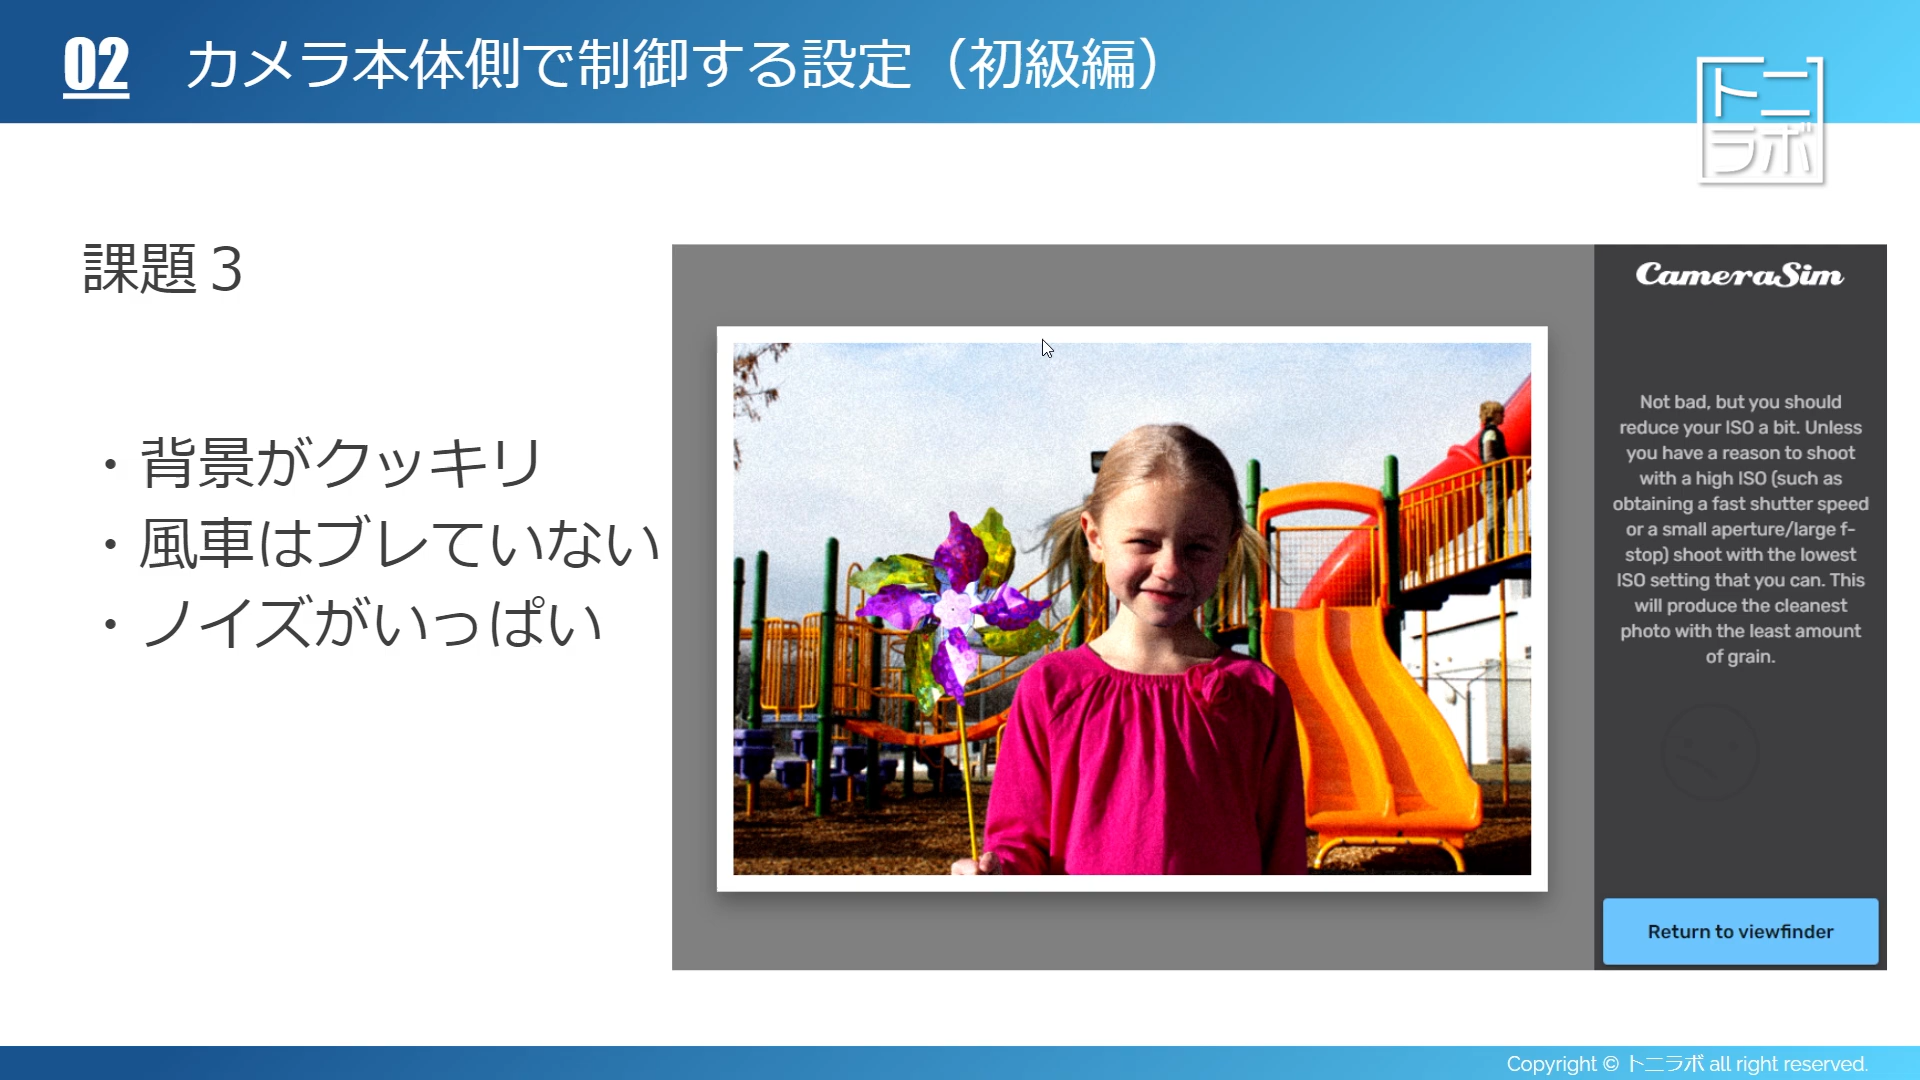 02 カメラ本体側で制御する設定（初級編）
トニ
ラボ
課題３
・背景がクッキリ
・風車はブレていない
・ノイズがいっぱい
CameraSim
Not bad, but you should
reduce your ISO a bit. Unless
you have a reason to shoot
with a high ISO (such as
obtaining a fast shutter speed
or a small aperture/large f-
stop) shoot with the lowest
ISO setting that you can. This
will produce the cleanest
photo with the least amount
of grain.
Return to viewfinder
Copyright © トニラボ all right reserved.